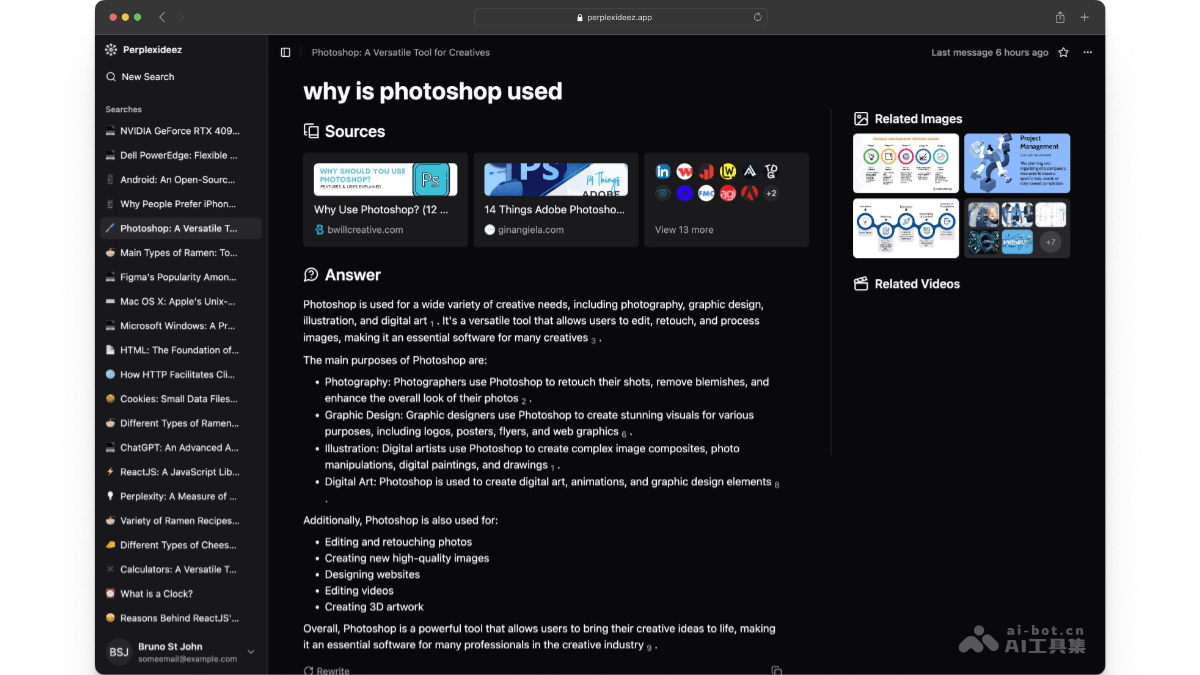 perplexideez.app
Perplexideez
New Search
Searches
NVIDIA GeForce RTX 409...
Dell PowerEdge: Flexible ...
Android: An Open-Sourc...
Why People Prefer iPhon...
Photoshop: A Versatile T...
Main Types of Ramen: To...
Figma's Popularity Amon...
Mac OS X: Apple's Unix-...
Microsoft Windows: A Pr...
HTML: The Foundation of...
How HTTP Facilitates Cli...
Cookies: Small Data Files...
Different Types of Ramen...
ChatGPT: An Advanced A...
ReactJS: A JavaScript Lib...
Perplexity: A Measure of ...
Variety of Ramen Recipes...
Different Types of Chees...
Calculators: A Versatile T...
What is a Clock?
Reasons Behind ReactJS'...
BSJ
Bruno St John
someemail@example.com
Photoshop: A Versatile Tool for Creatives
Last message 6 hours ago
why is photoshop used
Sources
WHY SHOULD YOU USE
PHOTOSHOP?
FEATURES & USER EXPLAINED
Ps
Why Use Photoshop? (12 ...
bwillcreative.com
PS
14 Things
ADOBE
14 Things Adobe Photosho...
ginangiela.com
in
FMC
agi
+2
View 13 more
Answer
Photoshop is used for a wide variety of creative needs, including photography, graphic design,
illustration, and digital art 1 . It's a versatile tool that allows users to edit, retouch, and process
images, making it an essential software for many creatives 3 .
The main purposes of Photoshop are:
• Photography: Photographers use Photoshop to retouch their shots, remove blemishes, and
enhance the overall look of their photos 2 .
• Graphic Design: Graphic designers use Photoshop to create stunning visuals for various
purposes, including logos, posters, flyers, and web graphics 6 .
• Illustration: Digital artists use Photoshop to create complex image composites, photo
manipulations, digital paintings, and drawings 1 .
• Digital Art: Photoshop is used to create digital art, animations, and graphic design elements 8
.
Additionally, Photoshop is also used for:
• Editing and retouching photos
• Creating new high-quality images
• Designing websites
• Editing videos
• Creating 3D artwork
Overall, Photoshop is a powerful tool that allows users to bring their creative ideas to life, making
it an essential software for many professionals in the creative industry 9 .
Rewrite
Related Images
Project
Management
+7
Related Videos
ai-bot.cn
AI工具集